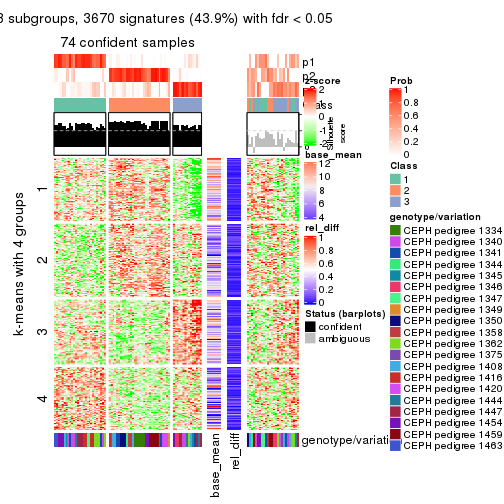 3 subgroups, 3670 signatures (43.9%) with fdr < 0.05
74 confident samples
p1
p2
z-score
2
1
0
-1
-2
Class
silhouette
score
base_mean
12
10
8
6
4
rel_diff
1
0.8
0.6
0.4
0.2
0
Status (barplots)
confident
ambiguous
k-means with 4 groups
1
2
3
4
genotype/variati
base_mean
rel_diff
Prob
1
0.8
0.6
0.4
0.2
0
Class
1
2
3
genotype/variation
CEPH pedigree 1334
CEPH pedigree 1340
CEPH pedigree 1341
CEPH pedigree 1344
CEPH pedigree 1345
CEPH pedigree 1346
CEPH pedigree 1347
CEPH pedigree 1349
CEPH pedigree 1350
CEPH pedigree 1358
CEPH pedigree 1362
CEPH pedigree 1375
CEPH pedigree 1408
CEPH pedigree 1416
CEPH pedigree 1420
CEPH pedigree 1444
CEPH pedigree 1447
CEPH pedigree 1454
CEPH pedigree 1459
CEPH pedigree 1463